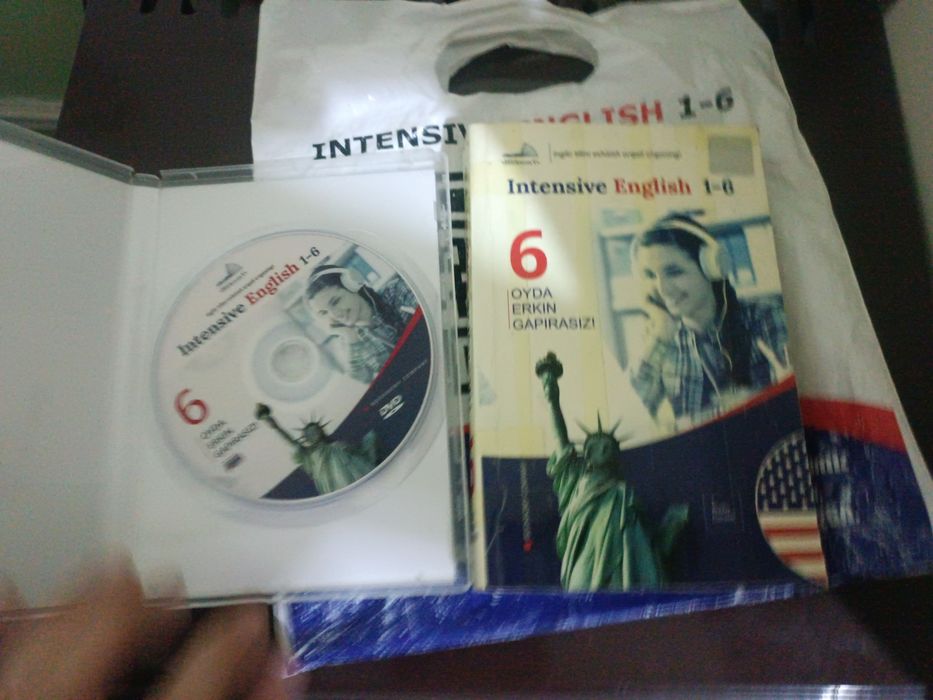 INTENSIVE ENGLISH 1-6
Intensive English 1-6
6
OYDA
ERKIN
GAPIRASIZ!
DVD
Intensive English 1-6
6
OYDA
ERKIN
GAPIRASIZ!